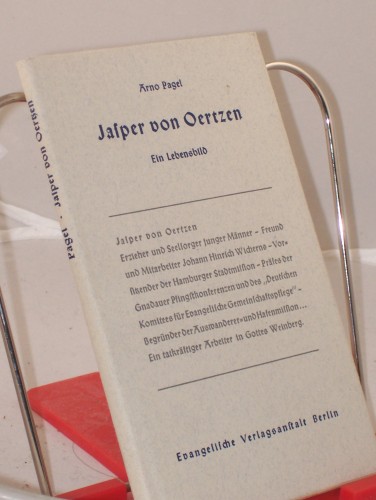 Pagel · Jasper von Oertzen
Arno Pagel
Jasper von Oertzen
Ein Lebensbild
Jasper von Oertzen
Erzieher und Seelsorger junger Männer – Freund
und Mitarbeiter Johann Hinrich Wicherns – Vor-
sitzender der Hamburger Stadtmission – Präses der
Gnadauer Pfingstkonferenzen und des „Deutschen
Komitees für Evangelische Gemeinschaftspflege" –
Begründer der Auswanderer- und Hafenmission ...
Ein tatkräftiger Arbeiter in Gottes Weinberg.
Evangelische Verlagsanstalt Berlin